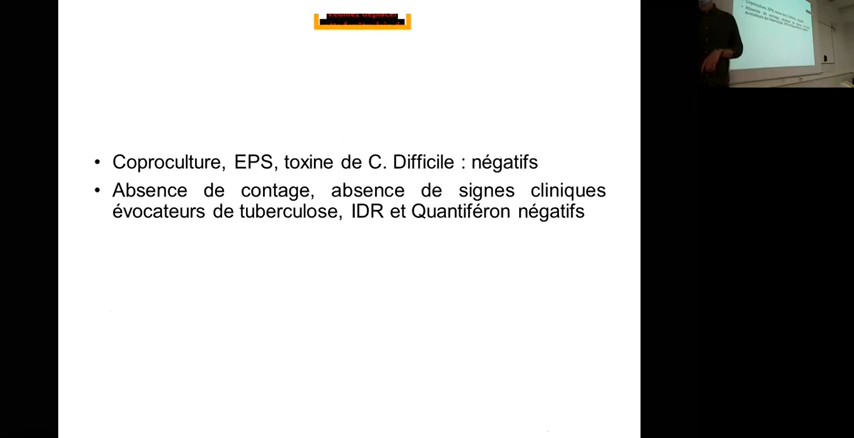 • Coproculture, EPS, toxine de C. Difficile : négatifs
• Absence de contage, absence de signes cliniques
évocateurs de tuberculose, IDR et Quantiféron négatifs